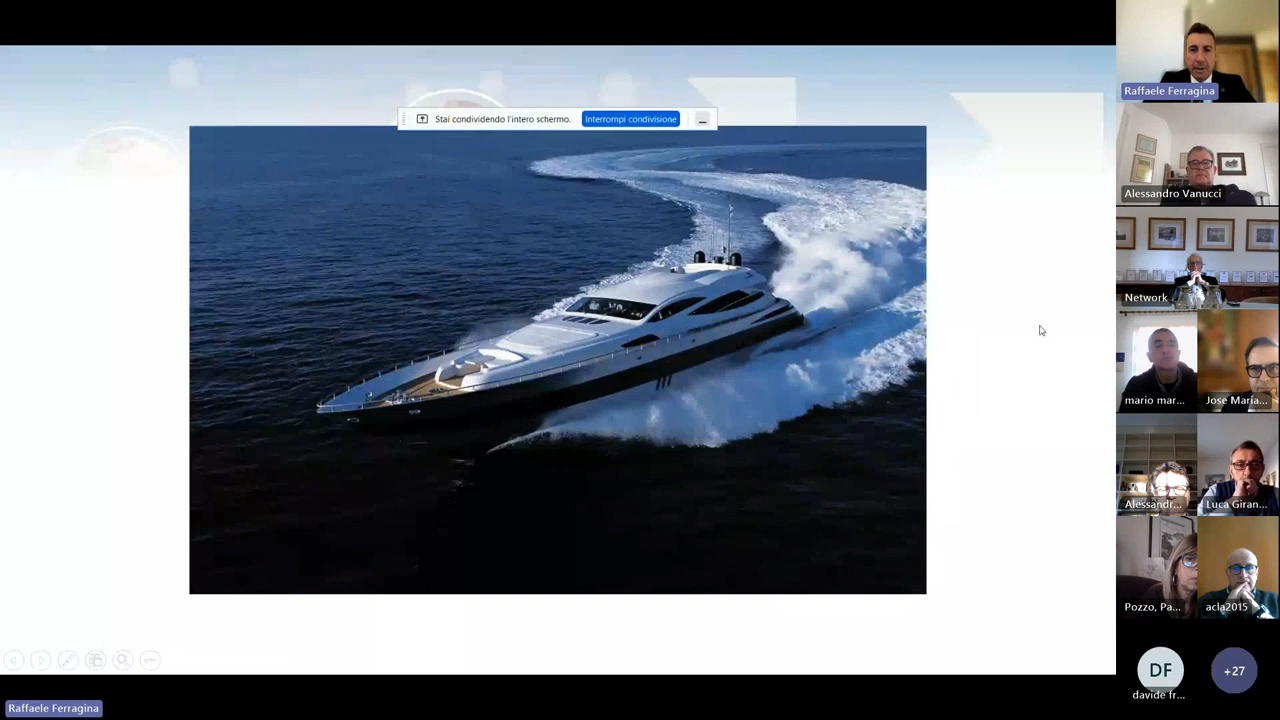 Stai condividendo l'intero schermo.
Interrompi condivisione
Raffaele Ferragina
Alessandro Vanucci
Network
mario mar...
Jose Maria...
Alessandr...
Luca Giran...
Pozzo, Pa...
acla2015
DF
davide fr...
+27
Raffaele Ferragina